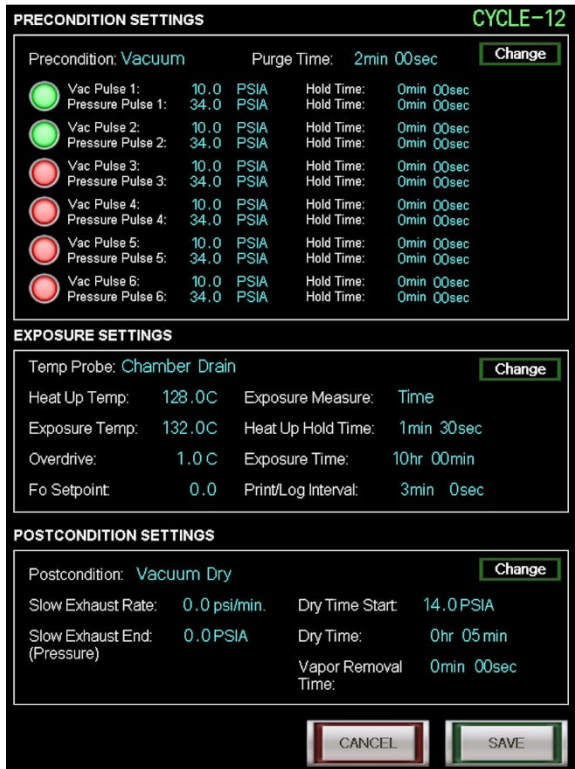 PRECONDITION SETTINGS CYCLE-12
Precondition: Vacuum Purge Time: 2min 00sec Change
Vac Pulse 1: 10.0 PSIA Hold Time: 0min 00sec
Pressure Pulse 1: 34.0 PSIA Hold Time: 0min 00sec
Vac Pulse 2: 10.0 PSIA Hold Time: 0min 00sec
Pressure Pulse 2: 34.0 PSIA Hold Time: 0min 00sec
Vac Pulse 3: 10.0 PSIA Hold Time: 0min 00sec
Pressure Pulse 3: 34.0 PSIA Hold Time: 0min 00sec
Vac Pulse 4: 10.0 PSIA Hold Time: 0min 00sec
Pressure Pulse 4: 34.0 PSIA Hold Time: 0min 00sec
Vac Pulse 5: 10.0 PSIA Hold Time: 0min 00sec
Pressure Pulse 5: 34.0 PSIA Hold Time: 0min 00sec
Vac Pulse 6: 10.0 PSIA Hold Time: 0min 00sec
Pressure Pulse 6: 34.0 PSIA Hold Time: 0min 00sec
EXPOSURE SETTINGS
Temp Probe: Chamber Drain Change
Heat Up Temp: 128.0C Exposure Measure: Time
Exposure Temp: 132.0C Heat Up Hold Time: 1min 30sec
Overdrive: 1.0 C Exposure Time: 10hr 00min
Fo Setpoint: 0.0 Print/Log Interval: 3min 0sec
POSTCONDITION SETTINGS
Postcondition: Vacuum Dry Change
Slow Exhaust Rate: 0.0 psi/min. Dry Time Start: 14.0 PSIA
Slow Exhaust End: 0.0 PSIA Dry Time: 0hr 05 min
(Pressure)
Vapor Removal 0min 00sec
Time:
CANCEL SAVE